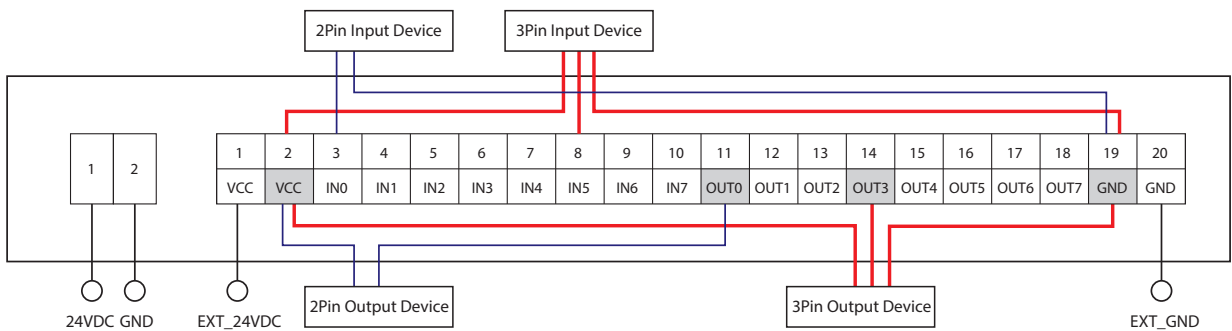 2Pin Input Device 3Pin Input Device
1 2 3 4 5 6 7 8 9 10 11 12 13 14 15 16 17 18 19 20
1 2
VCC VCC IN0 IN1 IN2 IN3 IN4 IN5 IN6 IN7 OUT0 OUT1 OUT2 OUT3 OUT4 OUT5 OUT6 OUT7 GND GND
2Pin Output Device 3Pin Output Device
24VDC GND EXT_24VDC EXT_GND